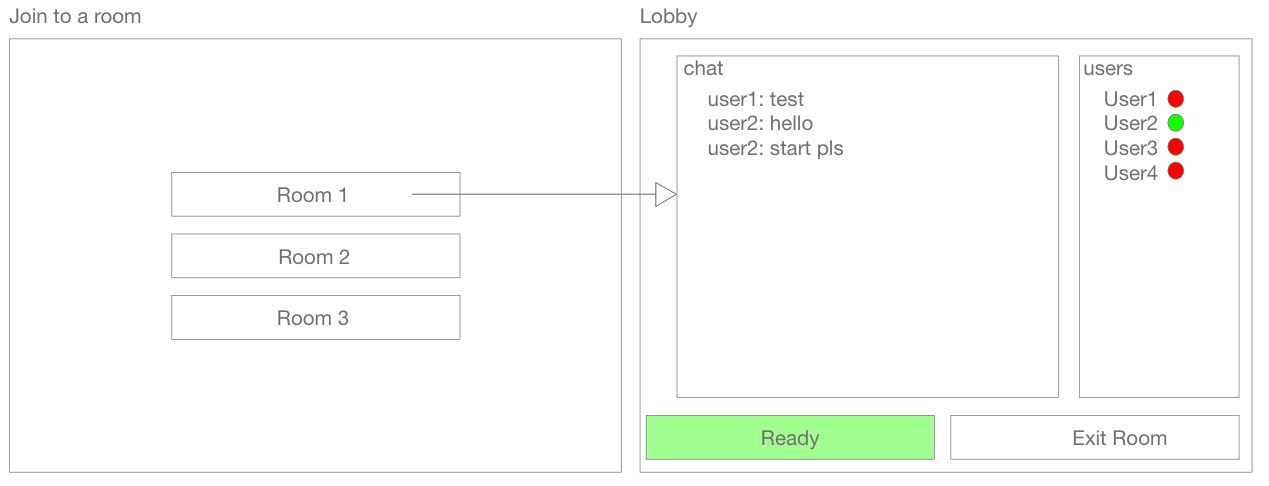 Join to a room
Room 1
Room 2
Room 3
Lobby
chat
user1: test
user2: hello
user2: start pls
users
User1
User2
User3
User4
Ready
Exit Room